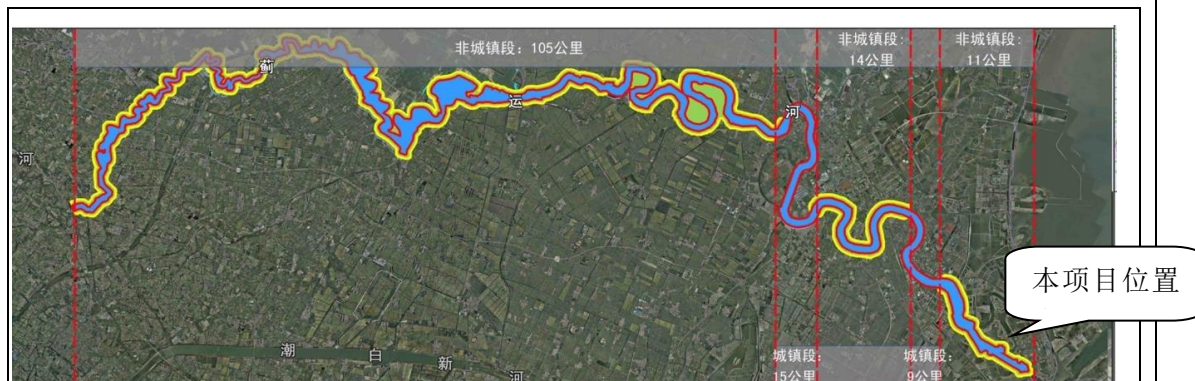 非城镇段：105公里
非城镇段：
14公里
非城镇段：
11公里
蓟
运
河
河
本项目位置
潮
白
新
河
城镇段：
15公里
城镇段：
9公里